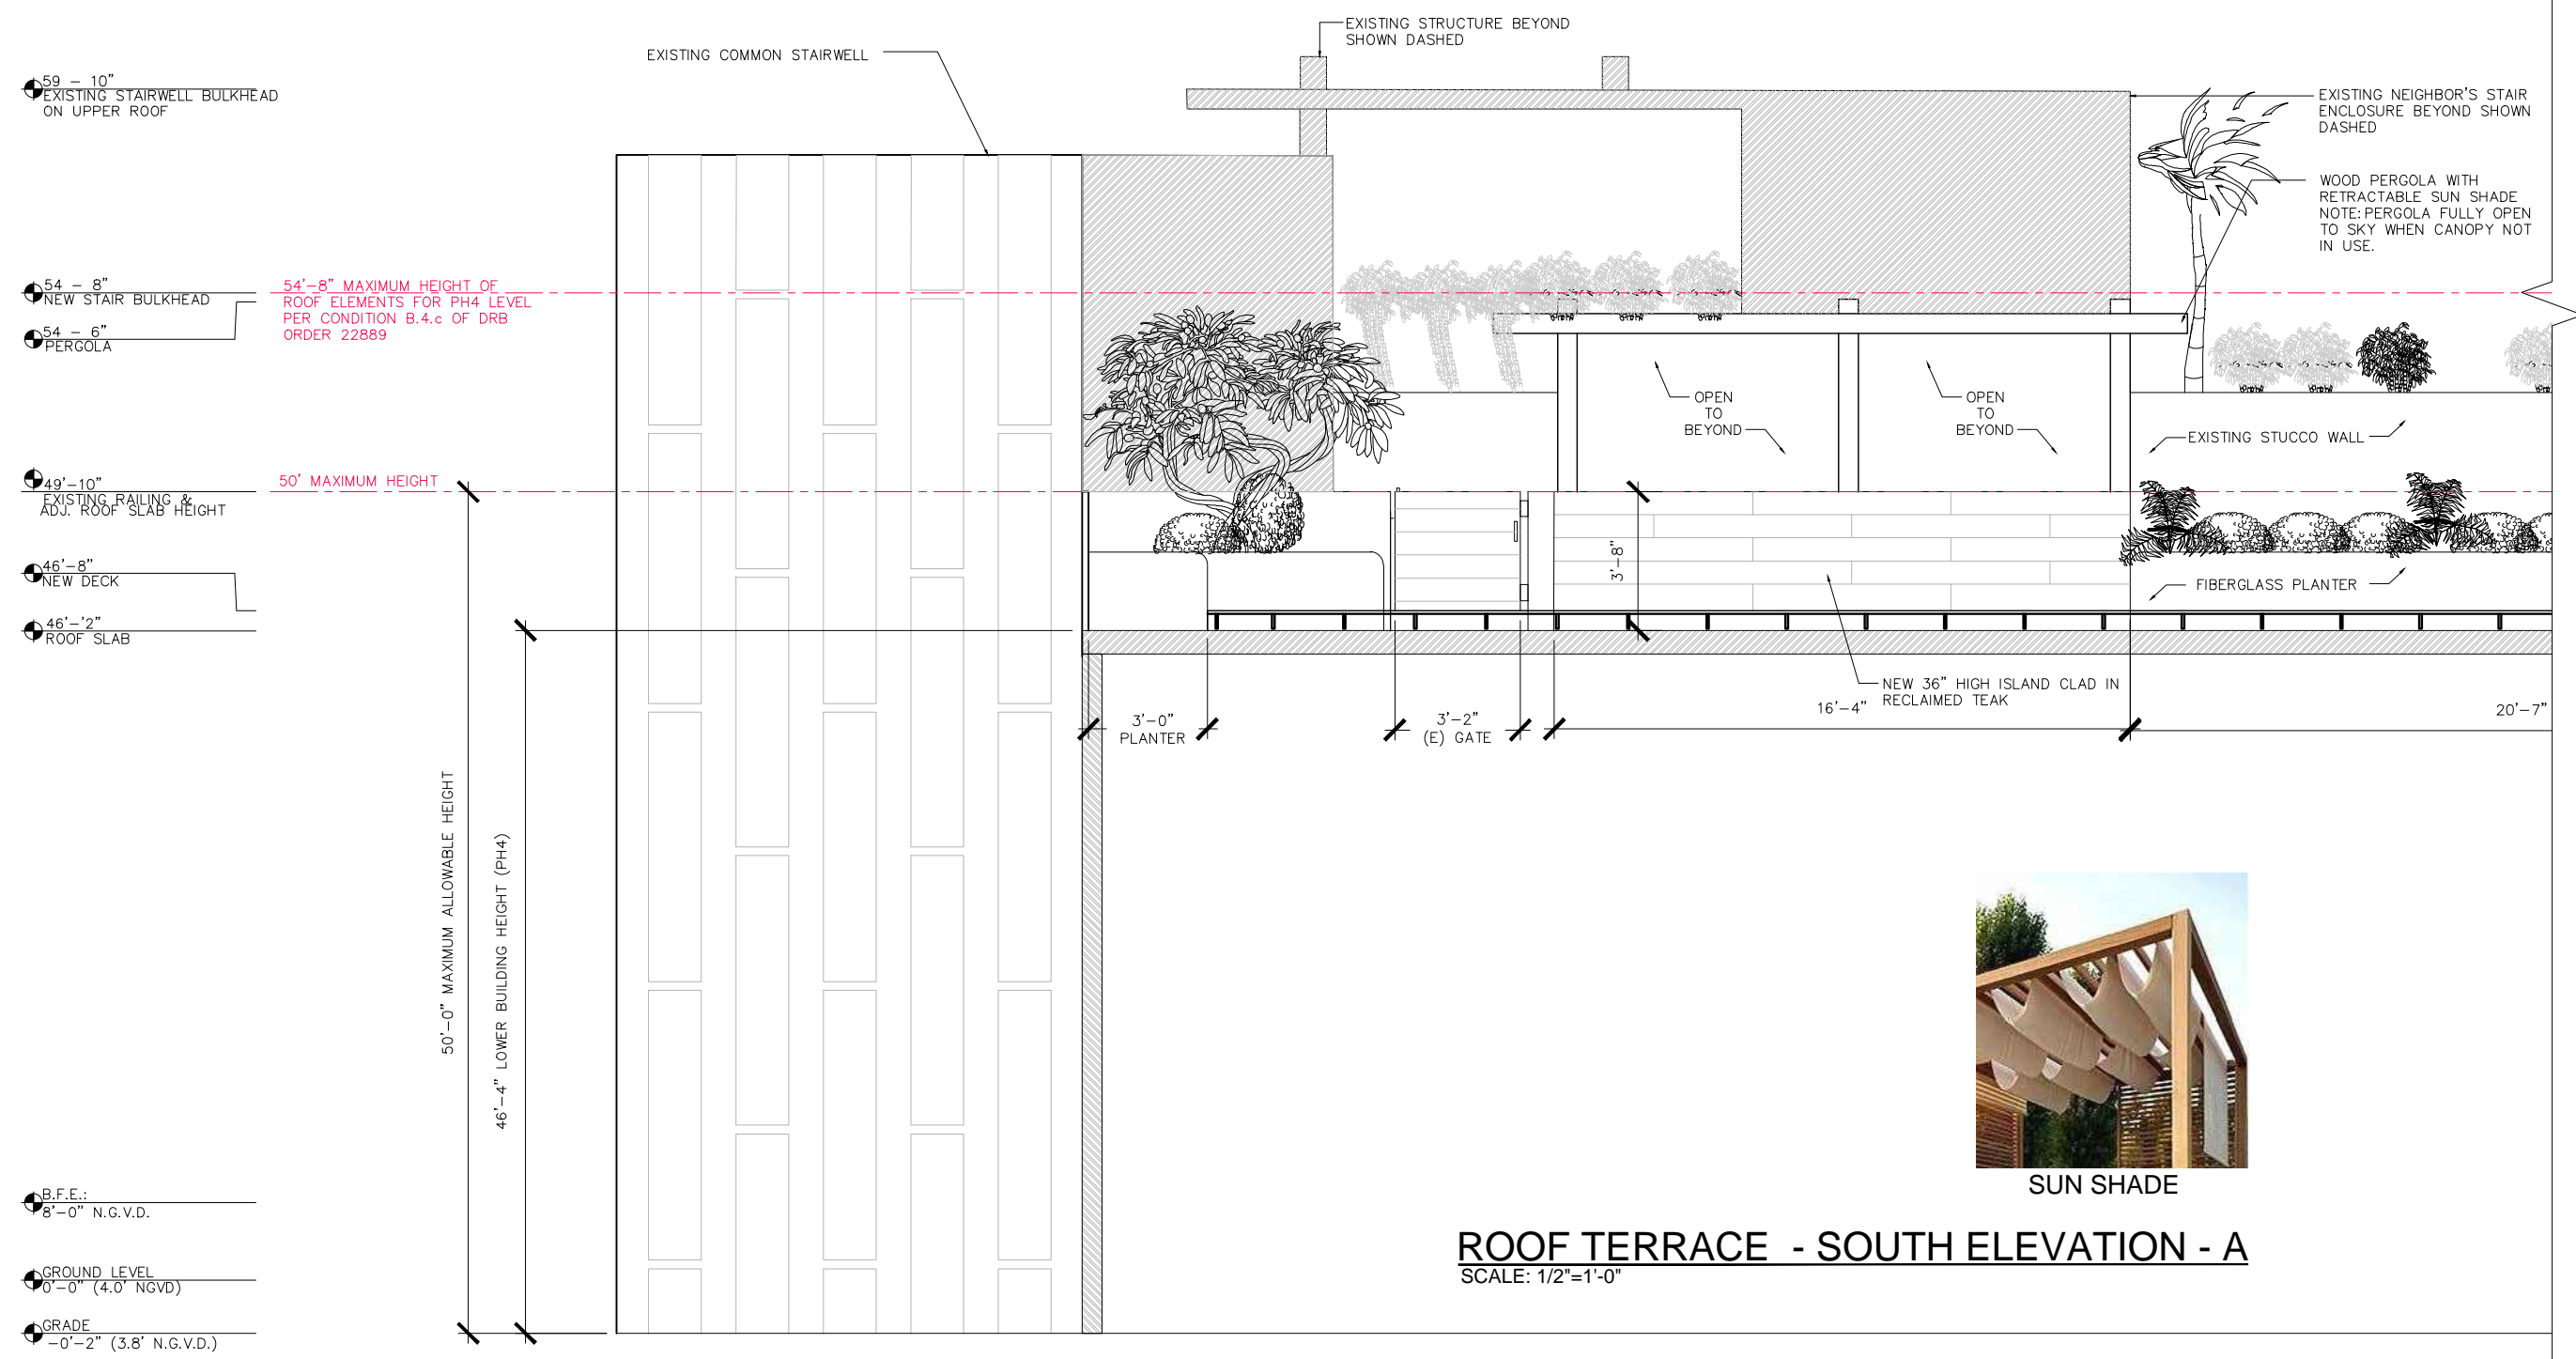 EXISTING STRUCTURE BEYOND
SHOWN DASHED
EXISTING COMMON STAIRWELL
59 – 10"
EXISTING STAIRWELL BULKHEAD
ON UPPER ROOF
EXISTING NEIGHBOR'S STAIR
ENCLOSURE BEYOND SHOWN
DASHED
WOOD PERGOLA WITH
RETRACTABLE SUN SHADE
NOTE: PERGOLA FULLY OPEN
TO SKY WHEN CANOPY NOT
IN USE.
54 – 8"
NEW STAIR BULKHEAD
54'–8" MAXIMUM HEIGHT OF
ROOF ELEMENTS FOR PH4 LEVEL
PER CONDITION B.4.c OF DRB
ORDER 22889
54 – 6"
PERGOLA
OPEN
TO
BEYOND
OPEN
TO
BEYOND
EXISTING STUCCO WALL
49'–10"
EXISTING RAILING &
ADJ. ROOF SLAB HEIGHT
50' MAXIMUM HEIGHT
3'–8"
46'–8"
NEW DECK
FIBERGLASS PLANTER
46'–'2"
ROOF SLAB
NEW 36" HIGH ISLAND CLAD IN
RECLAIMED TEAK
3'–0"
PLANTER
3'–2"
(E) GATE
16'–4"
20'–7"
50'–0" MAXIMUM ALLOWABLE HEIGHT
46'–4" LOWER BUILDING HEIGHT (PH4)
SUN SHADE
B.F.E.:
8'–0" N.G.V.D.
GROUND LEVEL
0'–0" (4.0' NGVD)
GRADE
–0'–2" (3.8' N.G.V.D.)
ROOF TERRACE - SOUTH ELEVATION - A
SCALE: 1/2"=1'-0"